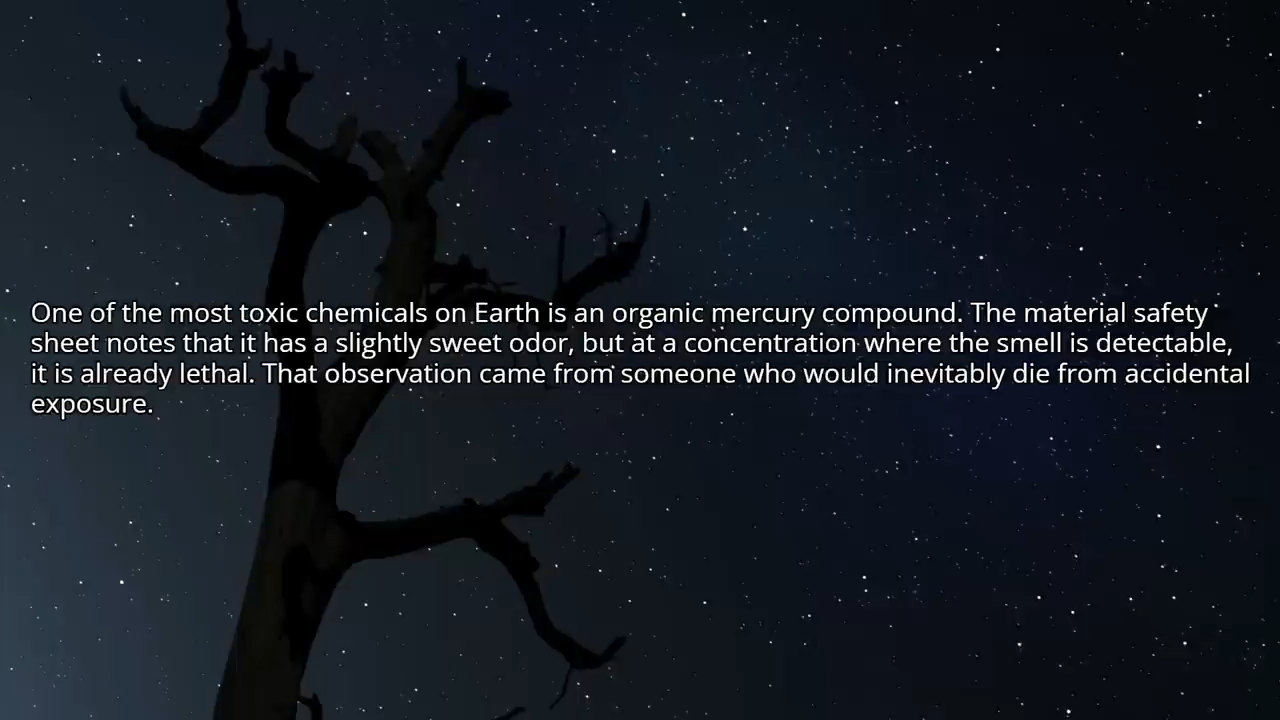 One of the most toxic chemicals on Earth is an organic mercury compound. The material safety
sheet notes that it has a slightly sweet odor, but at a concentration where the smell is detectable,
it is already lethal. That observation came from someone who would inevitably die from accidental
exposure.